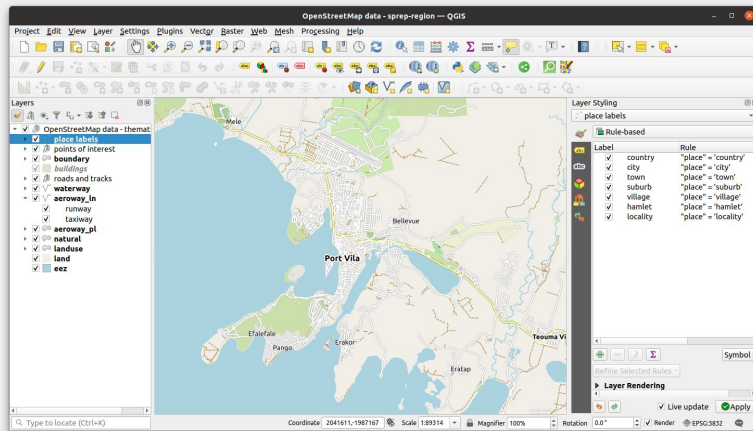 OpenStreetMap data - sprep-region — QGIS
Project Edit View Layer Settings Plugins Vector Raster Web Mesh Processing Help
Layers
OpenStreetMap data - themat
place labels
points of interest
boundary
buildings
roads and tracks
waterway
aeroway_ln
runway
taxiway
aeroway_pl
natural
landuse
land
eez
Mele
Bellevue
Port Vila
Teouma Vi
Efalefale
Pango
Erakor
Eratap
Layer Styling
place labels
Rule-based
Label Rule
country "place" = 'country'
city "place" = 'city'
town "place" = 'town'
suburb "place" = 'suburb'
village "place" = 'village'
hamlet "place" = 'hamlet'
locality "place" = 'locality'
Symbol
Refine Selected Rules
Layer Rendering
Live update Apply
Type to locate (Ctrl+K) Coordinate 2041611,-1987167 Scale 1:89314 Magnifier 100% Rotation 0.0° Render EPSG:3832